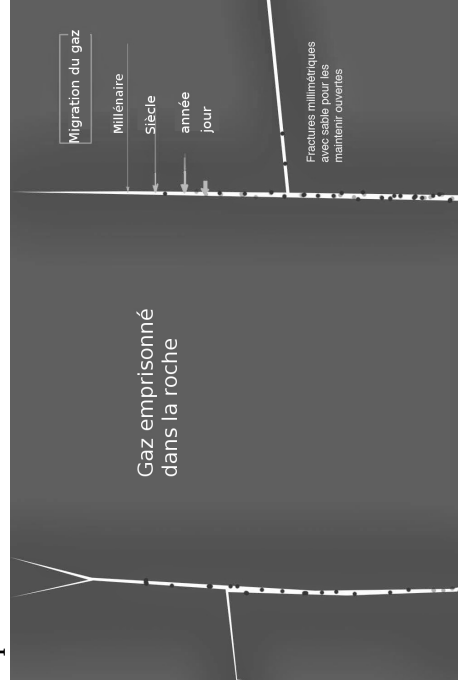 Migration du gaz
Millénaire
Siècle
année
jour
Fractures millimétriques
avec sable pour les
maintenir ouvertes
Gaz emprisonné
dans la roche